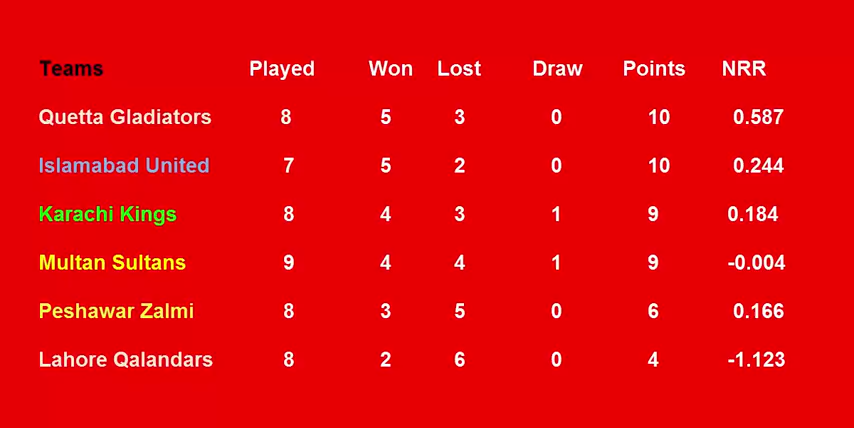 Teams Played Won Lost Draw Points NRR
Quetta Gladiators 8 5 3 0 10 0.587
Islamabad United 7 5 2 0 10 0.244
Karachi Kings 8 4 3 1 9 0.184
Multan Sultans 9 4 4 1 9 -0.004
Peshawar Zalmi 8 3 5 0 6 0.166
Lahore Qalandars 8 2 6 0 4 -1.123